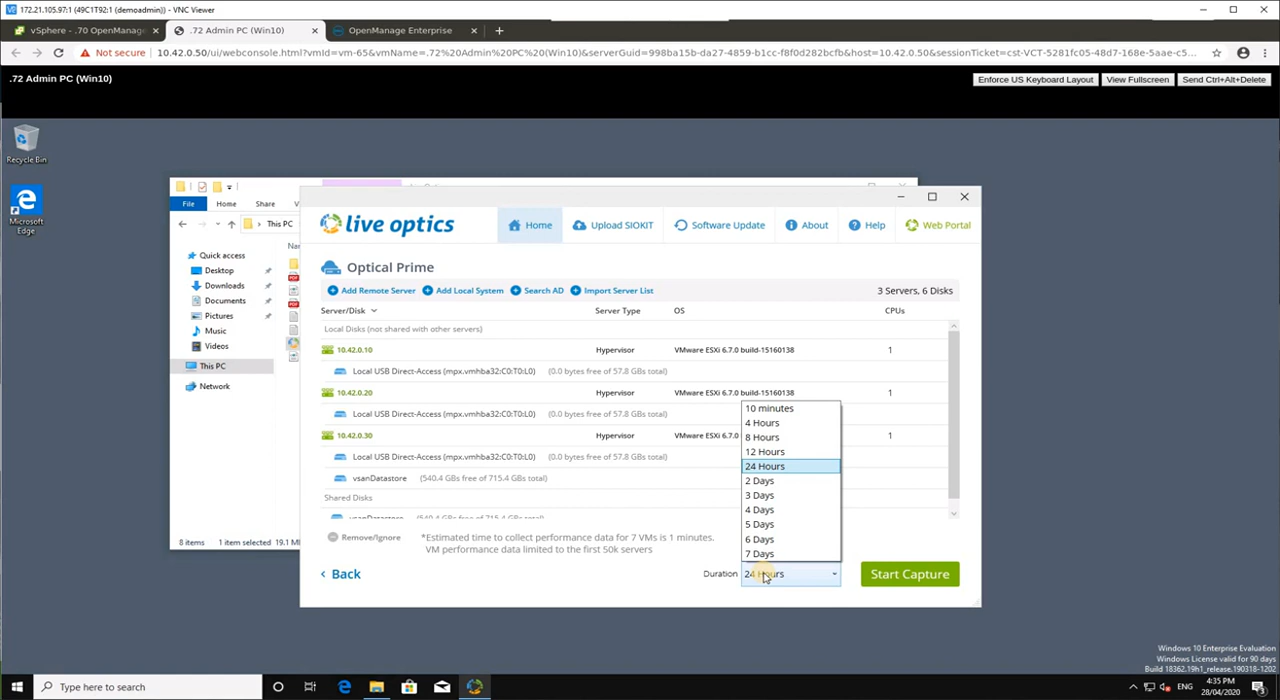 172.21.105.97:1 (49C1T92:1 (demoadmin)) - VNC Viewer
vSphere - .70 OpenManage
.72 Admin PC (Win10)
OpenManage Enterprise
Not secure
10.42.0.50/ui/webconsole.html?vmId=vm-65&vmName=.72%20Admin%20PC%20(Win10)&serverGuid=998ba15b-da27-4859-b1cc-f8f0d282bcfb&host=10.42.0.50&sessionTicket=cst-VCT-5281fc05-48d7-168e-5aae-c5...
.72 Admin PC (Win10)
Enforce US Keyboard Layout
View Fullscreen
Send Ctrl+Alt+Delete
Recycle Bin
Microsoft
Edge
File
Home
Share
This PC
Quick access
Desktop
Downloads
Documents
Pictures
Music
Videos
This PC
Network
8 items
1 item selected
live optics
Home
Upload SIOKIT
Software Update
About
Help
Web Portal
Optical Prime
Add Remote Server
Add Local System
Search AD
Import Server List
3 Servers, 6 Disks
Server/Disk
Server Type
OS
CPUs
Local Disks (not shared with other servers)
10.42.0.10
Hypervisor
VMware ESXi 6.7.0 build-15160138
1
Local USB Direct-Access (mpx.vmhba32:C0:T0:L0)
(0.0 bytes free of 57.8 GBs total)
10.42.0.20
Hypervisor
VMware ESXi 6.7.0 build-15160138
1
Local USB Direct-Access (mpx.vmhba32:C0:T0:L0)
(0.0 bytes free of 57.8 GBs total)
10.42.0.30
Hypervisor
VMware ESXi 6.7.0
1
Local USB Direct-Access (mpx.vmhba32:C0:T0:L0)
(0.0 bytes free of 57.8 GBs total)
vsanDatastore
(540.4 GBs free of 715.4 GBs total)
Shared Disks
10 minutes
4 Hours
8 Hours
12 Hours
24 Hours
2 Days
3 Days
4 Days
5 Days
6 Days
7 Days
Remove/Ignore
*Estimated time to collect performance data for 7 VMs is 1 minutes.
VM performance data limited to the first 50k servers
Back
Duration
24 Hours
Start Capture
Windows 10 Enterprise Evaluation
Windows License valid for 90 days
Build 18362.19h1_release.190318-1202
Type here to search
ENG
4:35 PM
28/04/2020